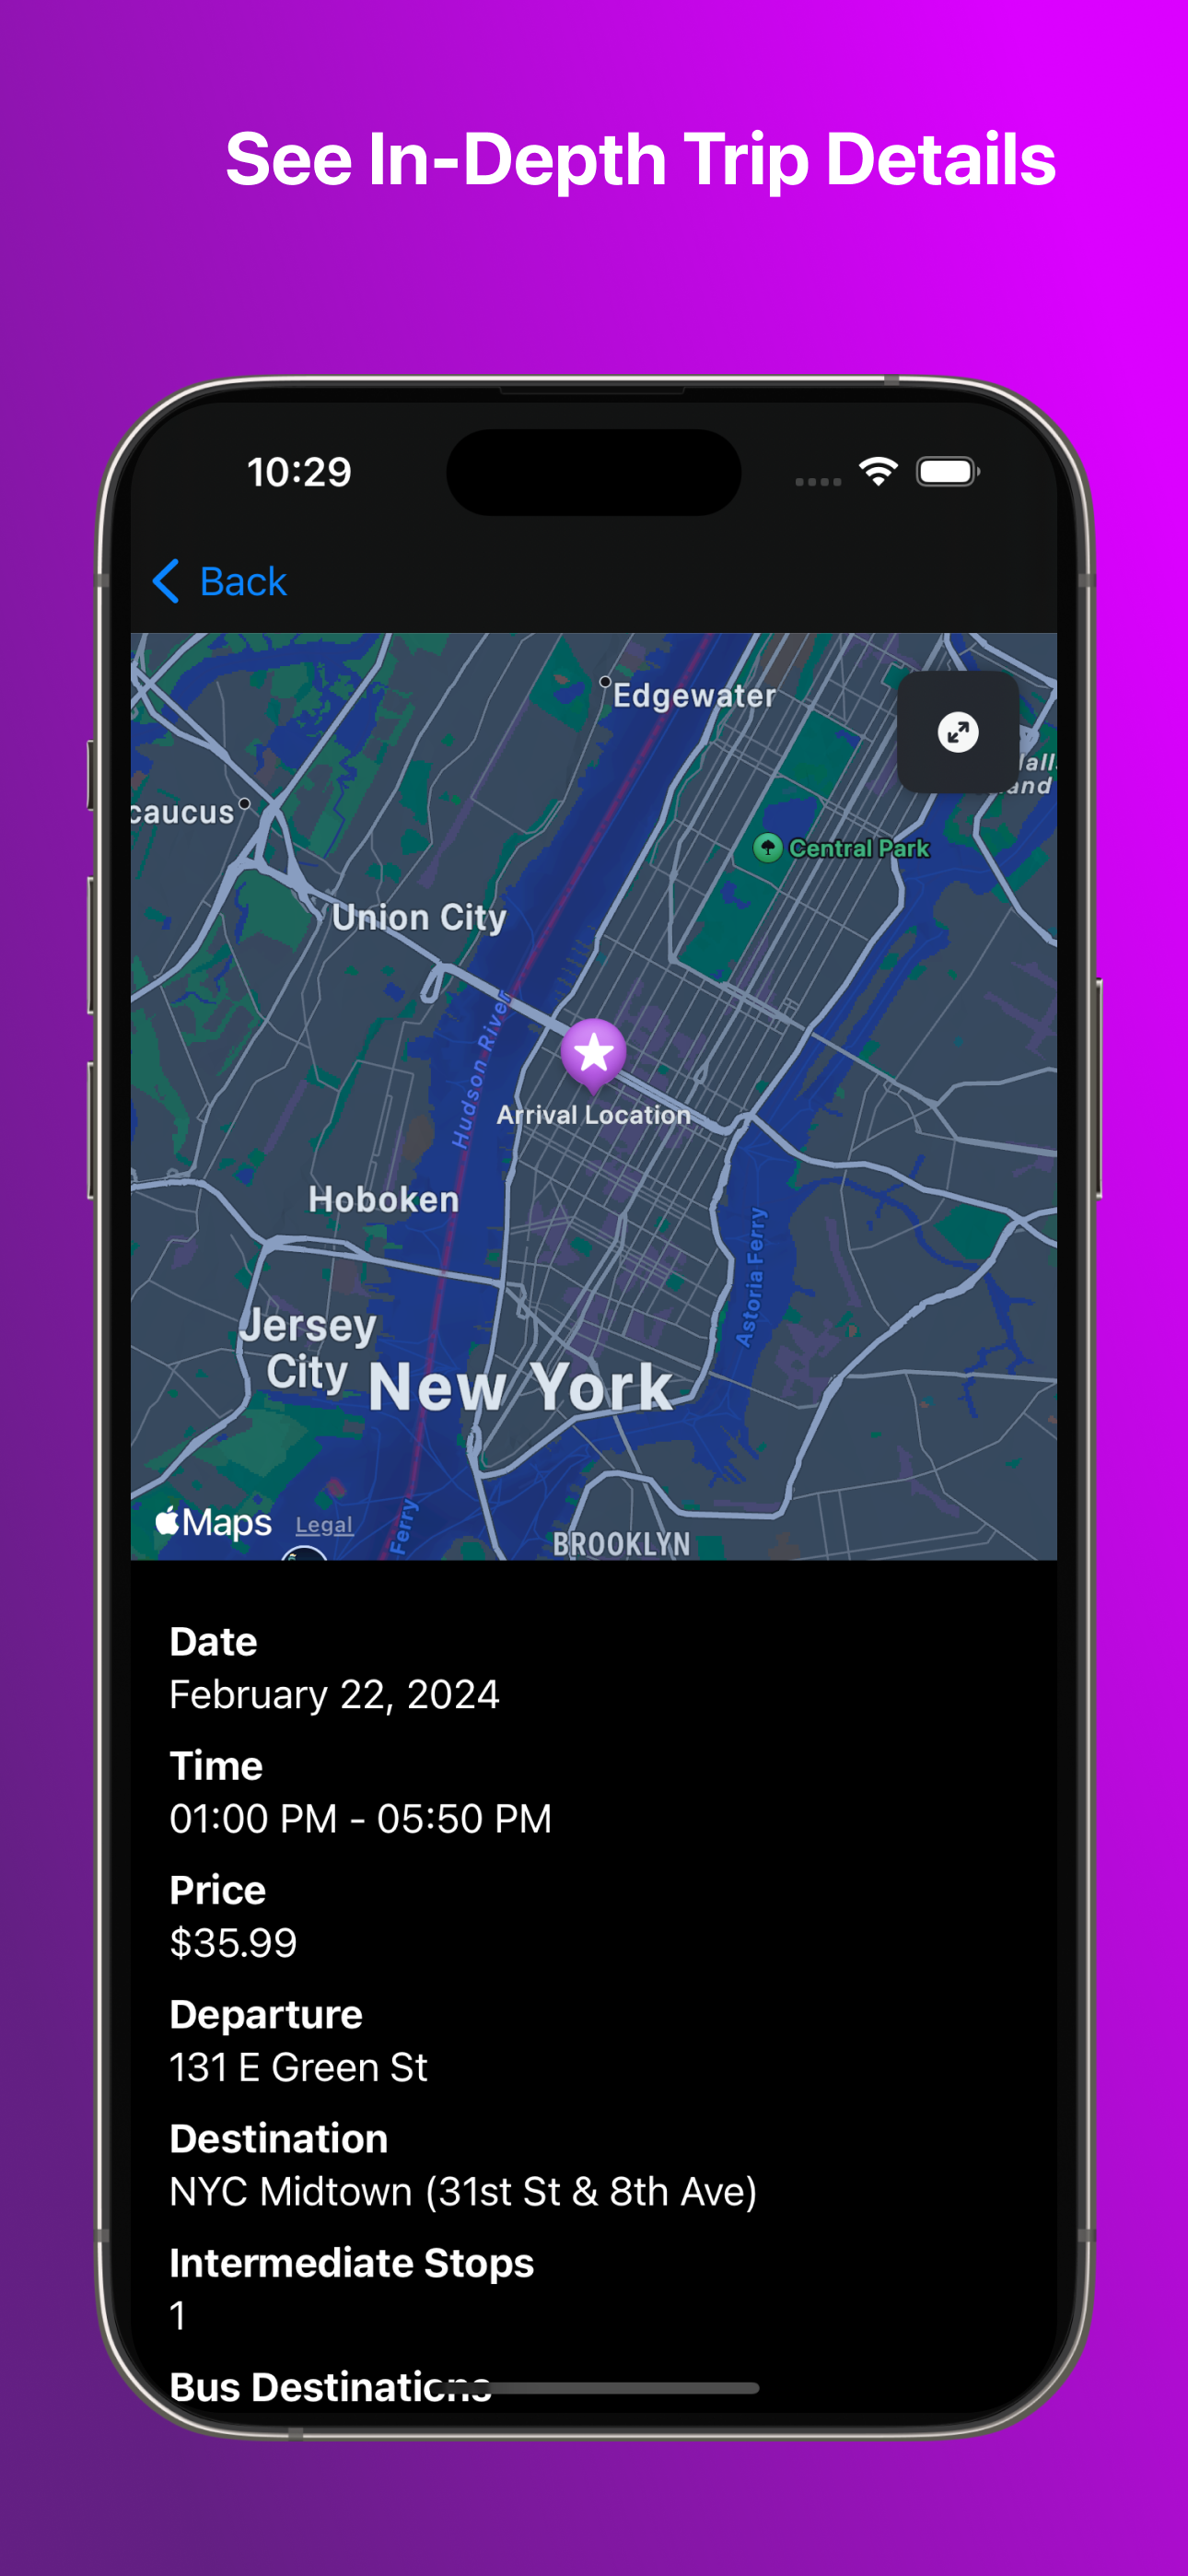 See In-Depth Trip Details
10:29
Back
Edgewater
caucus
Central Park
Union City
Hudson River
Arrival Location
Hoboken
Astoria Ferry
Jersey
City
New York
Maps
Legal
Ferry
BROOKLYN
Date
February 22, 2024
Time
01:00 PM - 05:50 PM
Price
$35.99
Departure
131 E Green St
Destination
NYC Midtown (31st St & 8th Ave)
Intermediate Stops
1
Bus Destinations